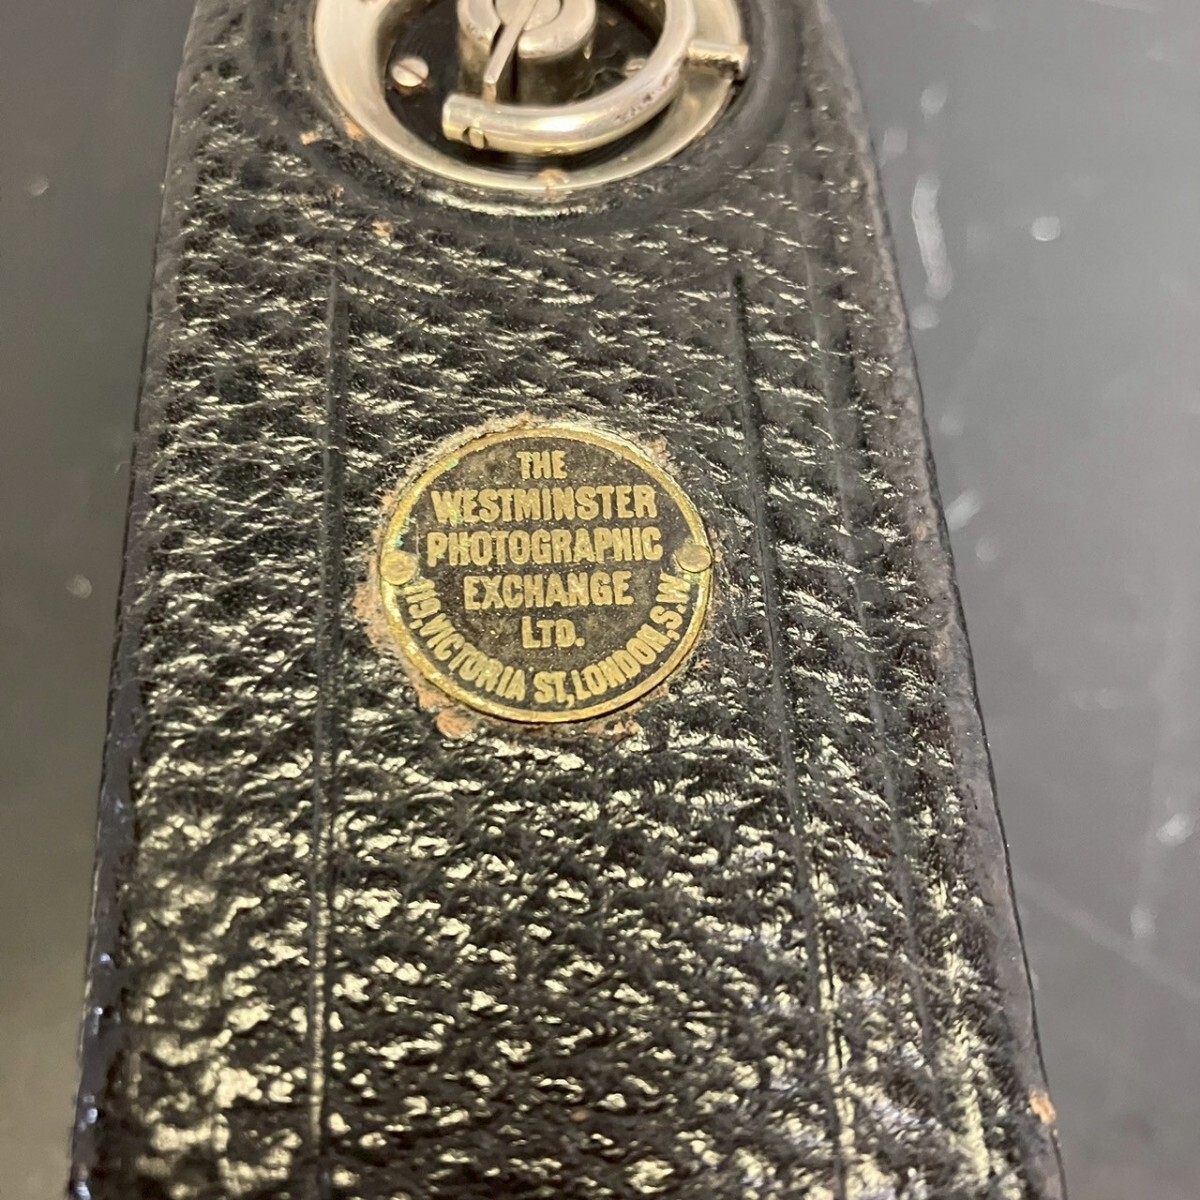 THE
WESTMINSTER
PHOTOGRAPHIC
EXCHANGE
LTD.
119, VICTORIA ST, LONDON, S.W.